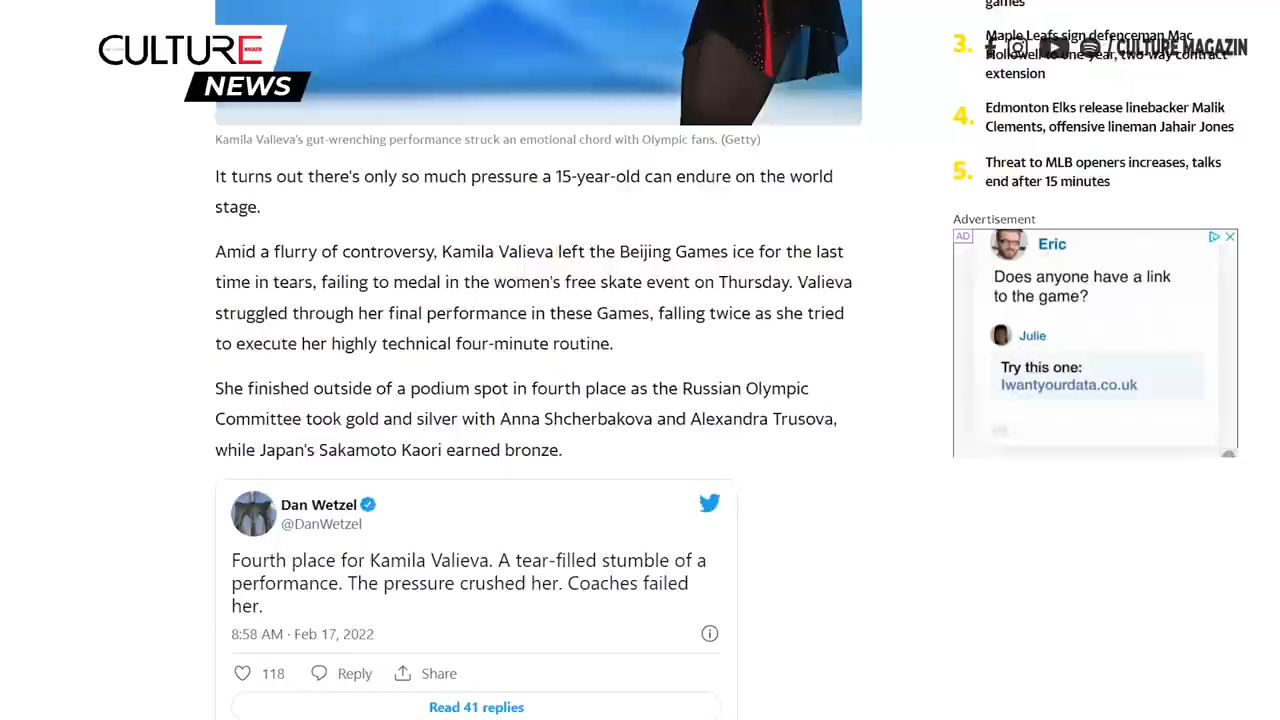 CULTURE
NEWS
/ CULTURE MAGAZIN
games
3. Maple Leafs sign defenceman Mac
Hollowell to one-year, two-way contract
extension
4. Edmonton Elks release linebacker Malik
Clements, offensive lineman Jahair Jones
5. Threat to MLB openers increases, talks
end after 15 minutes
Kamila Valieva's gut-wrenching performance struck an emotional chord with Olympic fans. (Getty)
It turns out there's only so much pressure a 15-year-old can endure on the world
stage.
Amid a flurry of controversy, Kamila Valieva left the Beijing Games ice for the last
time in tears, failing to medal in the women's free skate event on Thursday. Valieva
struggled through her final performance in these Games, falling twice as she tried
to execute her highly technical four-minute routine.
She finished outside of a podium spot in fourth place as the Russian Olympic
Committee took gold and silver with Anna Shcherbakova and Alexandra Trusova,
while Japan's Sakamoto Kaori earned bronze.
Dan Wetzel
@DanWetzel
Fourth place for Kamila Valieva. A tear-filled stumble of a
performance. The pressure crushed her. Coaches failed
her.
8:58 AM · Feb 17, 2022
118 Reply Share
Read 41 replies
Advertisement
AD
Eric
Does anyone have a link
to the game?
Julie
Try this one:
Iwantyourdata.co.uk